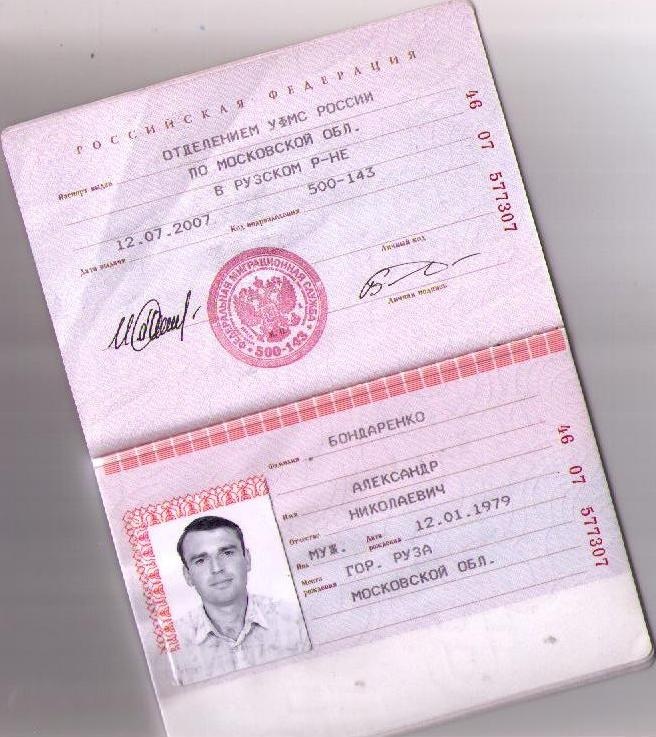 РОССИЙСКАЯ ФЕДЕРАЦИЯ
Паспорт выдан ОТДЕЛЕНИЕМ УФМС РОССИИ
ПО МОСКОВСКОЙ ОБЛ.
В РУЗСКОМ Р-НЕ
Дата выдачи 12.07.2007 Код подразделения 500-143
Личный код
Личная подпись
ФЕДЕРАЛЬНАЯ МИГРАЦИОННАЯ СЛУЖБА
500-143
46 07 577307
Фамилия БОНДАРЕНКО
Имя АЛЕКСАНДР
Отчество НИКОЛАЕВИЧ
Пол МУЖ. Дата рождения 12.01.1979
Место рождения ГОР. РУЗА
МОСКОВСКОЙ ОБЛ.
46 07 577307